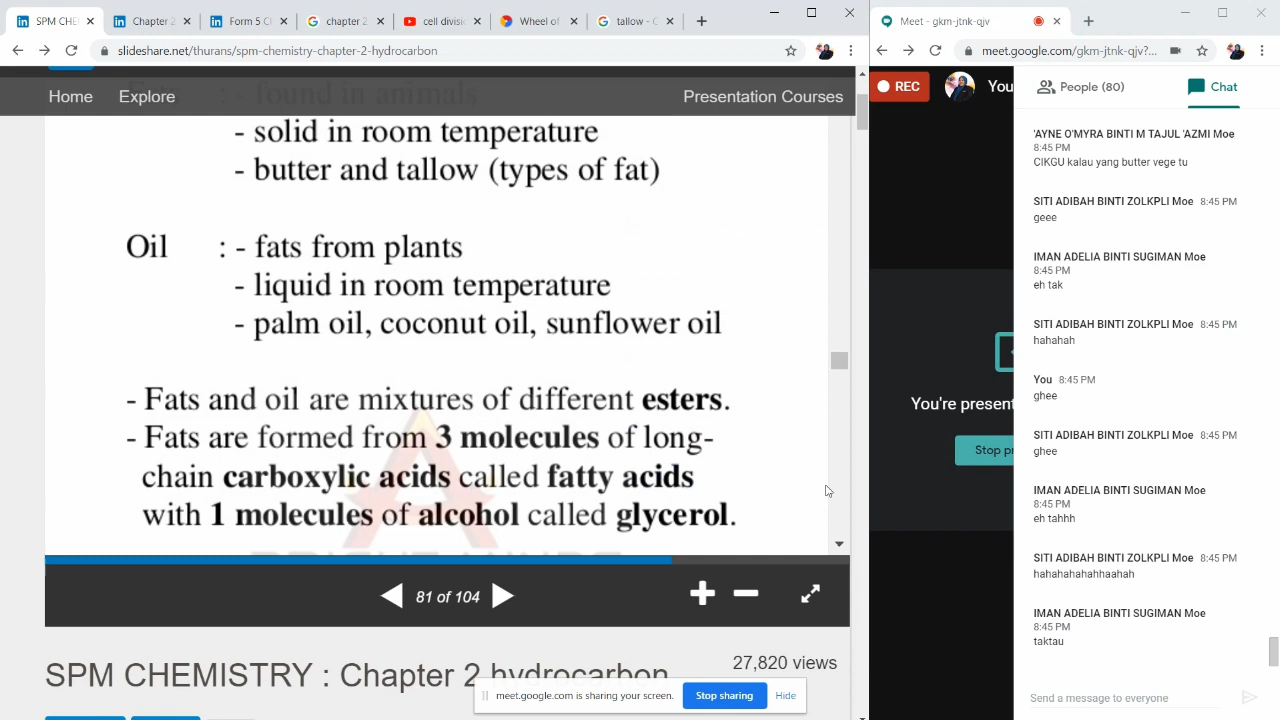 SPM CHE
Chapter 2
Form 5 Ch
chapter 2
cell divisio
Wheel of
tallow - G
Meet - gkm-jtnk-qjv
slideshare.net/thurans/spm-chemistry-chapter-2-hydrocarbon
meet.google.com/gkm-jtnk-qjv?...
Home Explore Presentation Courses
: - found in animals
- solid in room temperature
- butter and tallow (types of fat)
Oil : - fats from plants
- liquid in room temperature
- palm oil, coconut oil, sunflower oil
- Fats and oil are mixtures of different esters.
- Fats are formed from 3 molecules of long-
chain carboxylic acids called fatty acids
with 1 molecules of alcohol called glycerol.
81 of 104
SPM CHEMISTRY : Chapter 2 hydrocarbon
27,820 views
meet.google.com is sharing your screen. Stop sharing Hide
REC
You
People (80)
Chat
You're present
Stop pr
'AYNE O'MYRA BINTI M TAJUL 'AZMI Moe
8:45 PM
CIKGU kalau yang butter vege tu
SITI ADIBAH BINTI ZOLKPLI Moe 8:45 PM
geee
IMAN ADELIA BINTI SUGIMAN Moe
8:45 PM
eh tak
SITI ADIBAH BINTI ZOLKPLI Moe 8:45 PM
hahahah
You 8:45 PM
ghee
SITI ADIBAH BINTI ZOLKPLI Moe 8:45 PM
ghee
IMAN ADELIA BINTI SUGIMAN Moe
8:45 PM
eh tahhh
SITI ADIBAH BINTI ZOLKPLI Moe 8:45 PM
hahahahahahhaahah
IMAN ADELIA BINTI SUGIMAN Moe
8:45 PM
taktau
Send a message to everyone